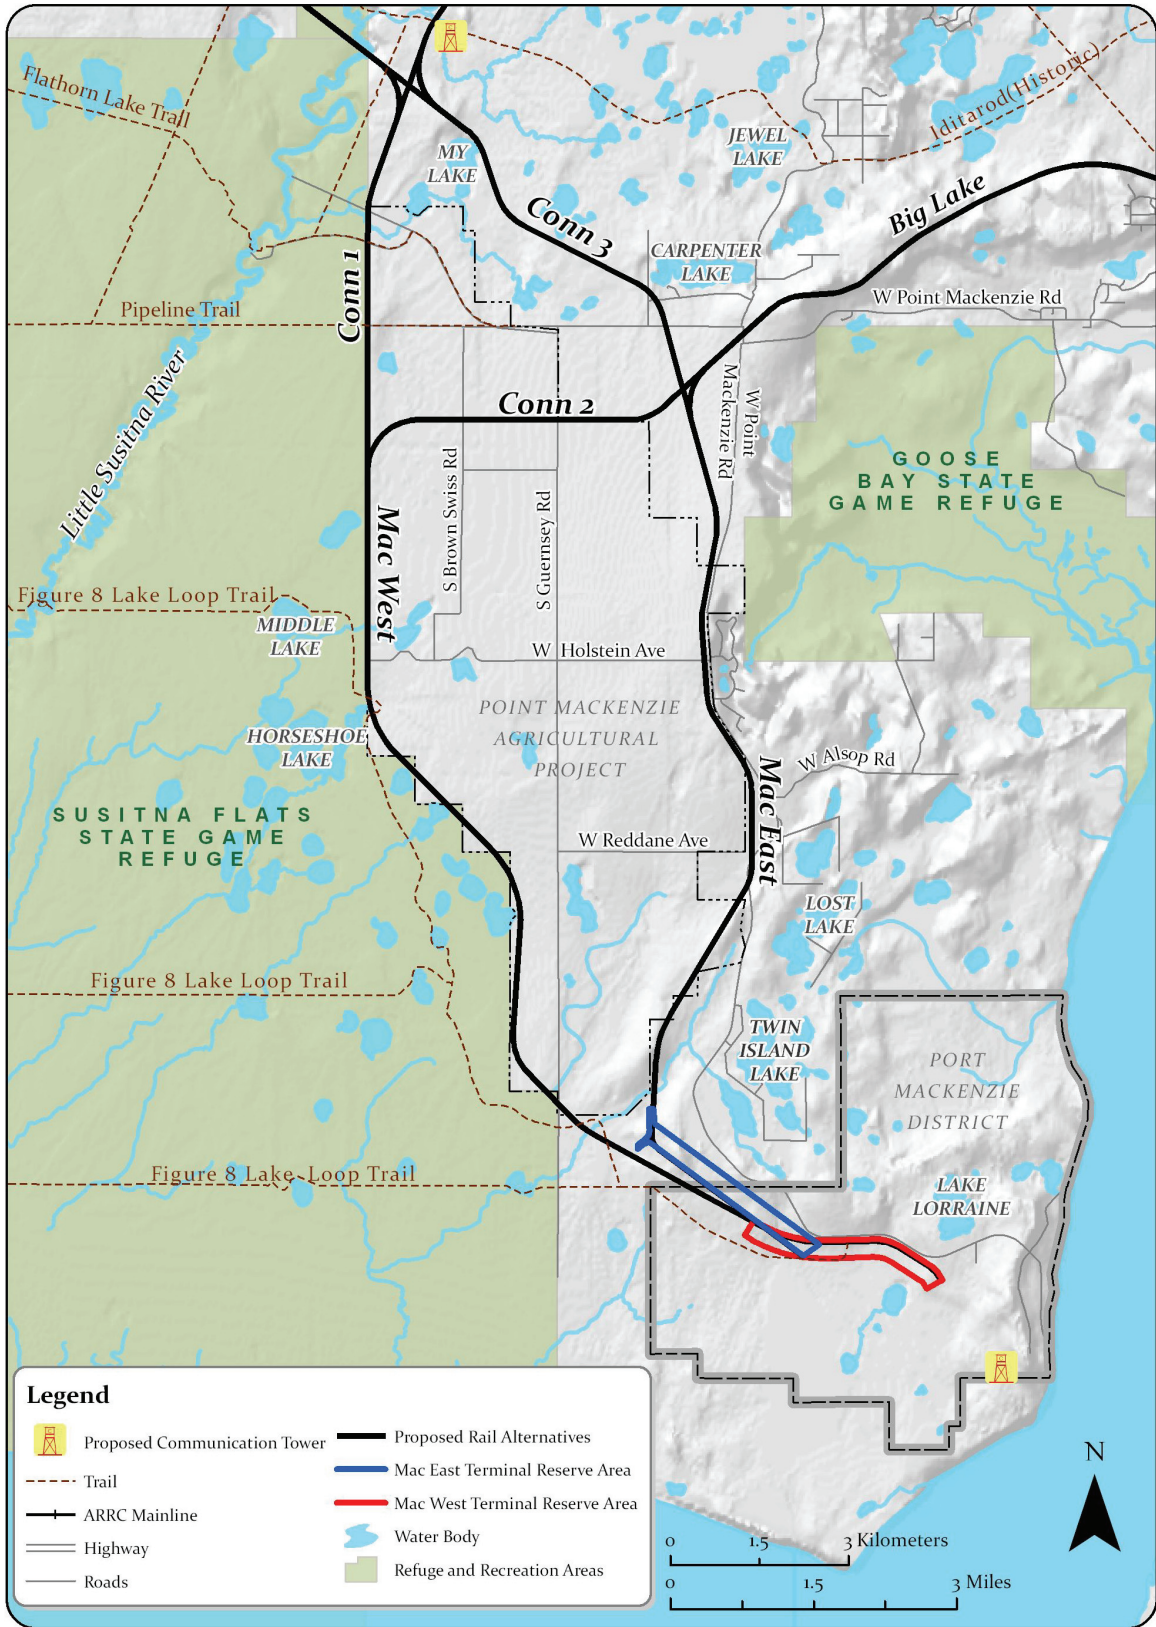 Flathorn Lake Trail
Iditarod(Historic)
JEWEL
LAKE
MY
LAKE
Conn 3
Big Lake
CARPENTER
LAKE
Conn 1
W Point Mackenzie Rd
Pipeline Trail
Little Susitna River
Conn 2
W Point
Mackenzie Rd
GOOSE
BAY STATE
GAME REFUGE
S Brown Swiss Rd
S Guernsey Rd
Mac West
Figure 8 Lake Loop Trail
MIDDLE
LAKE
W Holstein Ave
POINT MACKENZIE
AGRICULTURAL
PROJECT
HORSESHOE
LAKE
W Alsop Rd
Mac East
SUSITNA FLATS
STATE GAME
REFUGE
W Reddane Ave
LOST
LAKE
Figure 8 Lake Loop Trail
TWIN
ISLAND
LAKE
PORT
MACKENZIE
DISTRICT
Figure 8 Lake Loop Trail
LAKE
LORRAINE
Legend
Proposed Communication Tower
Trail
ARRC Mainline
Highway
Roads
Proposed Rail Alternatives
Mac East Terminal Reserve Area
Mac West Terminal Reserve Area
Water Body
Refuge and Recreation Areas
N
0 1.5 3 Kilometers
0 1.5 3 Miles